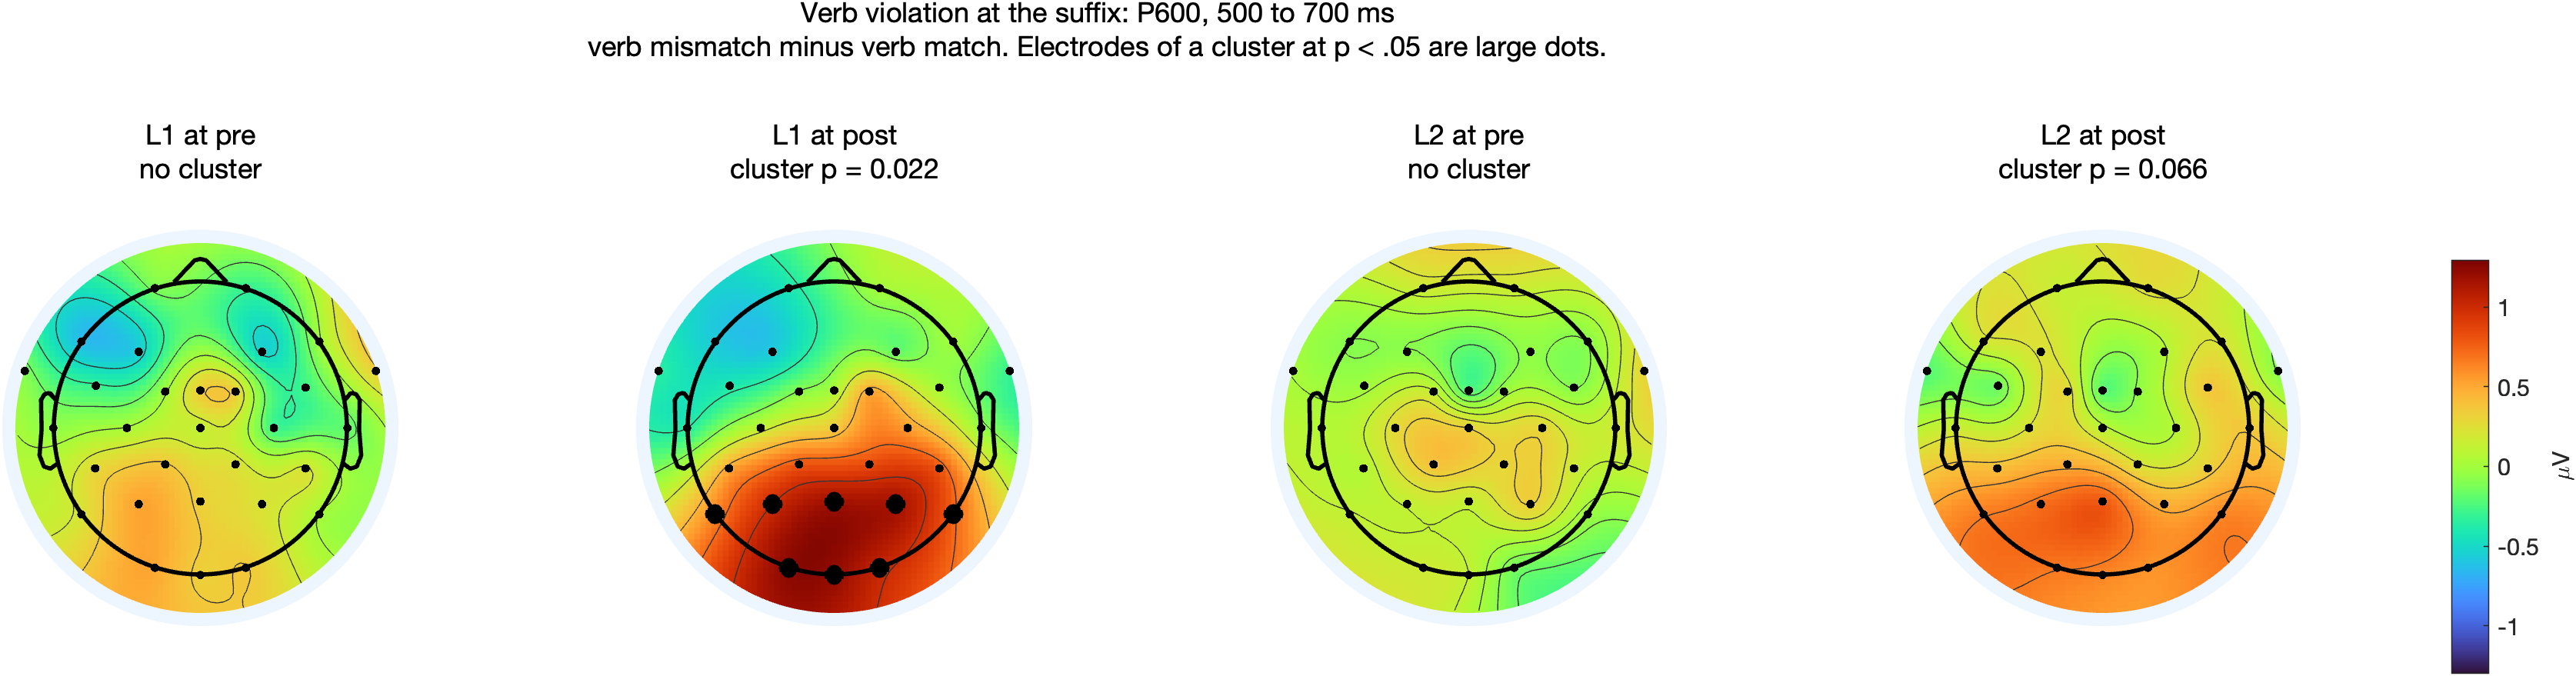 Verb violation at the suffix: P600, 500 to 700 ms
verb mismatch minus verb match. Electrodes of a cluster at p < .05 are large dots.
L1 at pre
no cluster
L1 at post
cluster p = 0.022
L2 at pre
no cluster
L2 at post
cluster p = 0.066
1
0.5
0
-0.5
-1
μV